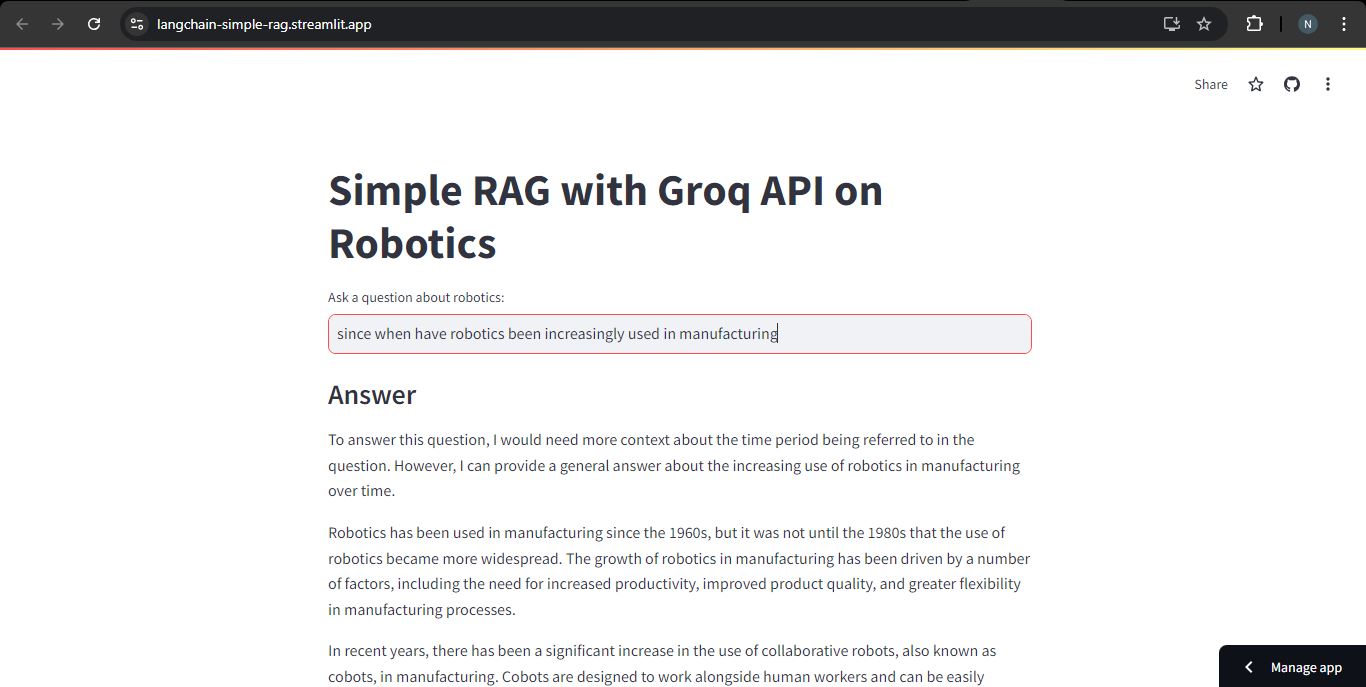 langchain-simple-rag.streamlit.app
N
Share
Simple RAG with Groq API on
Robotics
Ask a question about robotics:
since when have robotics been increasingly used in manufacturing
Answer
To answer this question, I would need more context about the time period being referred to in the
question. However, I can provide a general answer about the increasing use of robotics in manufacturing
over time.
Robotics has been used in manufacturing since the 1960s, but it was not until the 1980s that the use of
robotics became more widespread. The growth of robotics in manufacturing has been driven by a number
of factors, including the need for increased productivity, improved product quality, and greater flexibility
in manufacturing processes.
In recent years, there has been a significant increase in the use of collaborative robots, also known as
cobots, in manufacturing. Cobots are designed to work alongside human workers and can be easily
Manage app